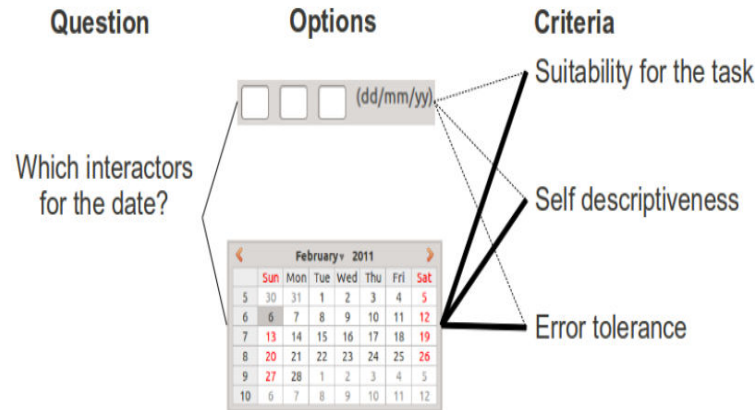 Question Options Criteria
Suitability for the task
(dd/mm/yy)
Which interactors
for the date?
Self descriptiveness
February▾ 2011
Sun Mon Tue Wed Thu Fri Sat
5 30 31 1 2 3 4 5
6 6 7 8 9 10 11 12
7 13 14 15 16 17 18 19
8 20 21 22 23 24 25 26
9 27 28 1 2 3 4 5
10 6 7 8 9 10 11 12
Error tolerance